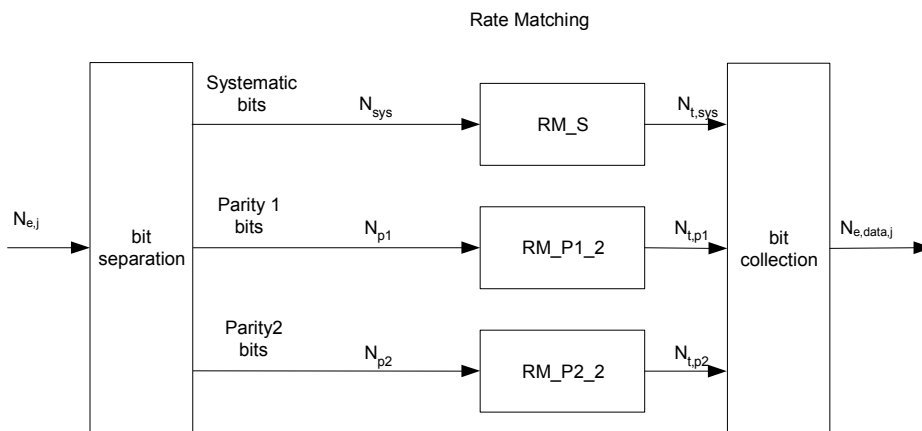 Rate Matching
Systematic
bits
N_sys
RM_S
N_t,sys
N_e,j
bit
separation
Parity 1
bits
N_p1
RM_P1_2
N_t,p1
bit
collection
N_e,data,j
Parity2
bits
N_p2
RM_P2_2
N_t,p2